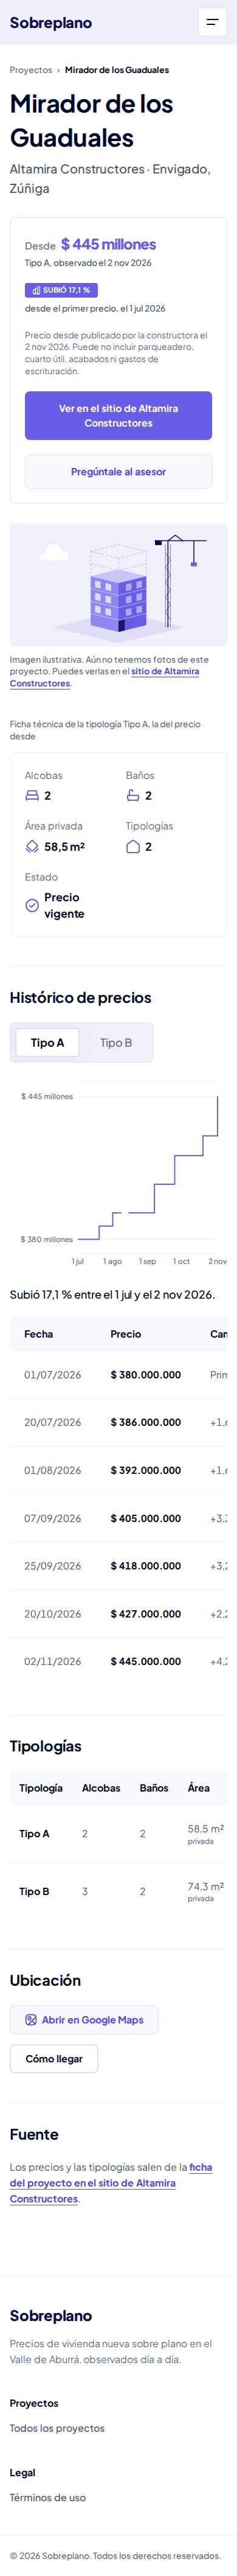 Sobreplano
Proyectos › Mirador de los Guaduales
Mirador de los
Guaduales
Altamira Constructores · Envigado,
Zúñiga
Desde $ 445 millones
Tipo A, observado el 2 nov 2026
SUBIÓ 17,1 %
desde el primer precio, el 1 jul 2026
Precio desde publicado por la constructora el
2 nov 2026. Puede no incluir parqueadero,
cuarto útil, acabados ni gastos de
escrituración.
Ver en el sitio de Altamira
Constructores
Pregúntale al asesor
Imagen ilustrativa. Aún no tenemos fotos de este
proyecto. Puedes verlas en el sitio de Altamira
Constructores.
Ficha técnica de la tipología Tipo A, la del precio
desde
Alcobas
Baños
2
2
Área privada
Tipologías
58,5 m²
2
Estado
Precio
vigente
Histórico de precios
Tipo A
Tipo B
$ 445 millones
$ 380 millones
1 jul 1 ago 1 sep 1 oct 2 nov
Subió 17,1 % entre el 1 jul y el 2 nov 2026.
Fecha Precio
01/07/2026 $ 380.000.000
20/07/2026 $ 386.000.000
01/08/2026 $ 392.000.000
07/09/2026 $ 405.000.000
25/09/2026 $ 418.000.000
20/10/2026 $ 427.000.000
02/11/2026 $ 445.000.000
Tipologías
Tipología Alcobas Baños Área
Tipo A 2 2 58,5 m²
privada
Tipo B 3 2 74,3 m²
privada
Ubicación
Abrir en Google Maps
Cómo llegar
Fuente
Los precios y las tipologías salen de la ficha
del proyecto en el sitio de Altamira
Constructores.
Sobreplano
Precios de vivienda nueva sobre plano en el
Valle de Aburrá, observados día a día.
Proyectos
Todos los proyectos
Legal
Términos de uso
© 2026 Sobreplano. Todos los derechos reservados.